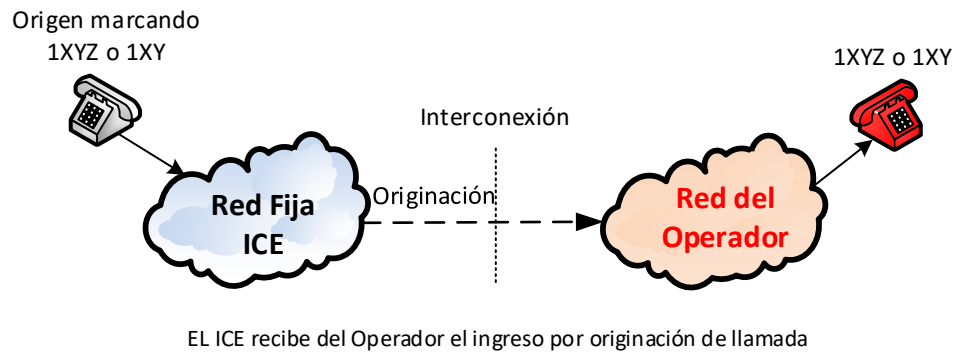 Origen marcando
1XYZ o 1XY
1XYZ o 1XY
Interconexión
Originación
Red Fija
ICE
Red del
Operador
EL ICE recibe del Operador el ingreso por originación de llamada